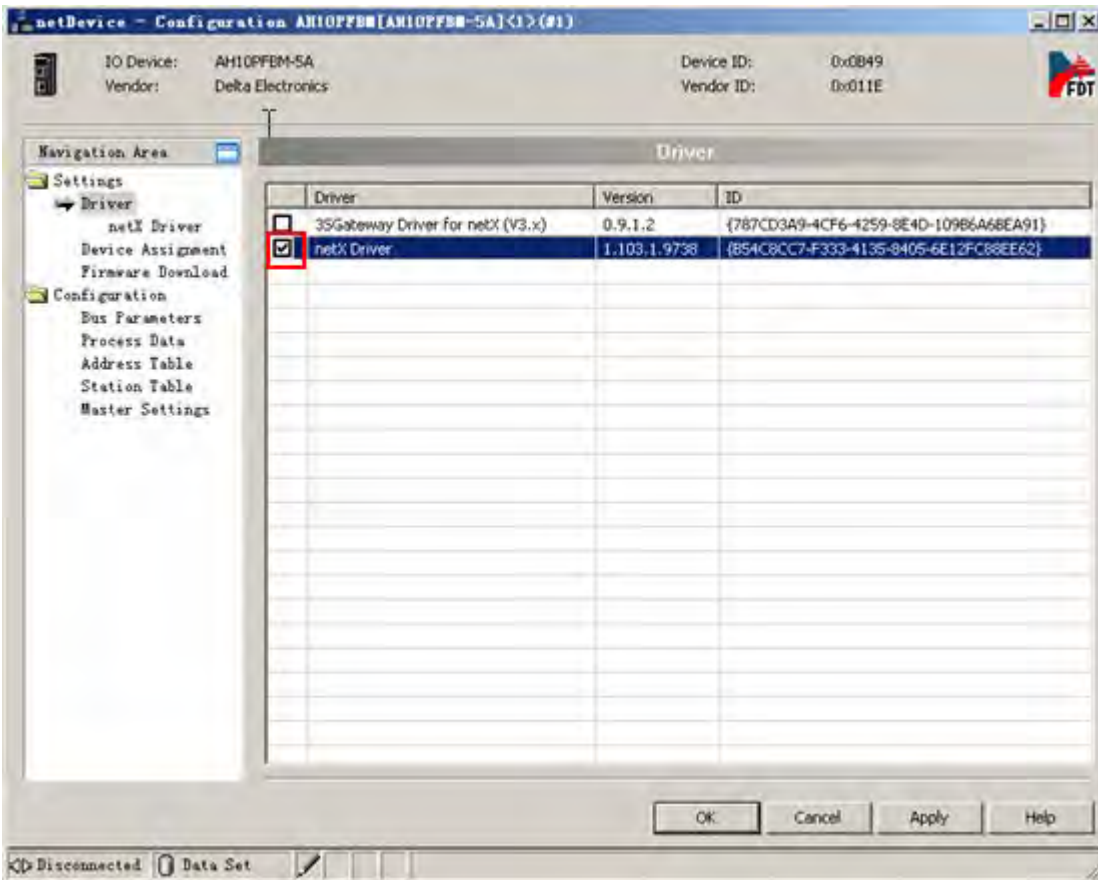 netDevice - Configuration AH10PFBM[AH10PFBM-5A]<1>(#1)
IO Device: AH10PFBM-5A Device ID: 0x0B49
Vendor: Delta Electronics Vendor ID: 0x011E
FDT
Navigation Area
Driver
Settings
Driver
netX Driver
Device Assignment
Firmware Download
Configuration
Bus Parameters
Process Data
Address Table
Station Table
Master Settings
Driver Version ID
3SGateway Driver for netX (V3.x) 0.9.1.2 {787CD3A9-4CF6-4259-8E4D-109B6A6BEA91}
netX Driver 1.103.1.9738 {B54C8CC7-F333-4135-8405-6E12FC88EE62}
OK Cancel Apply Help
Disconnected Data Set